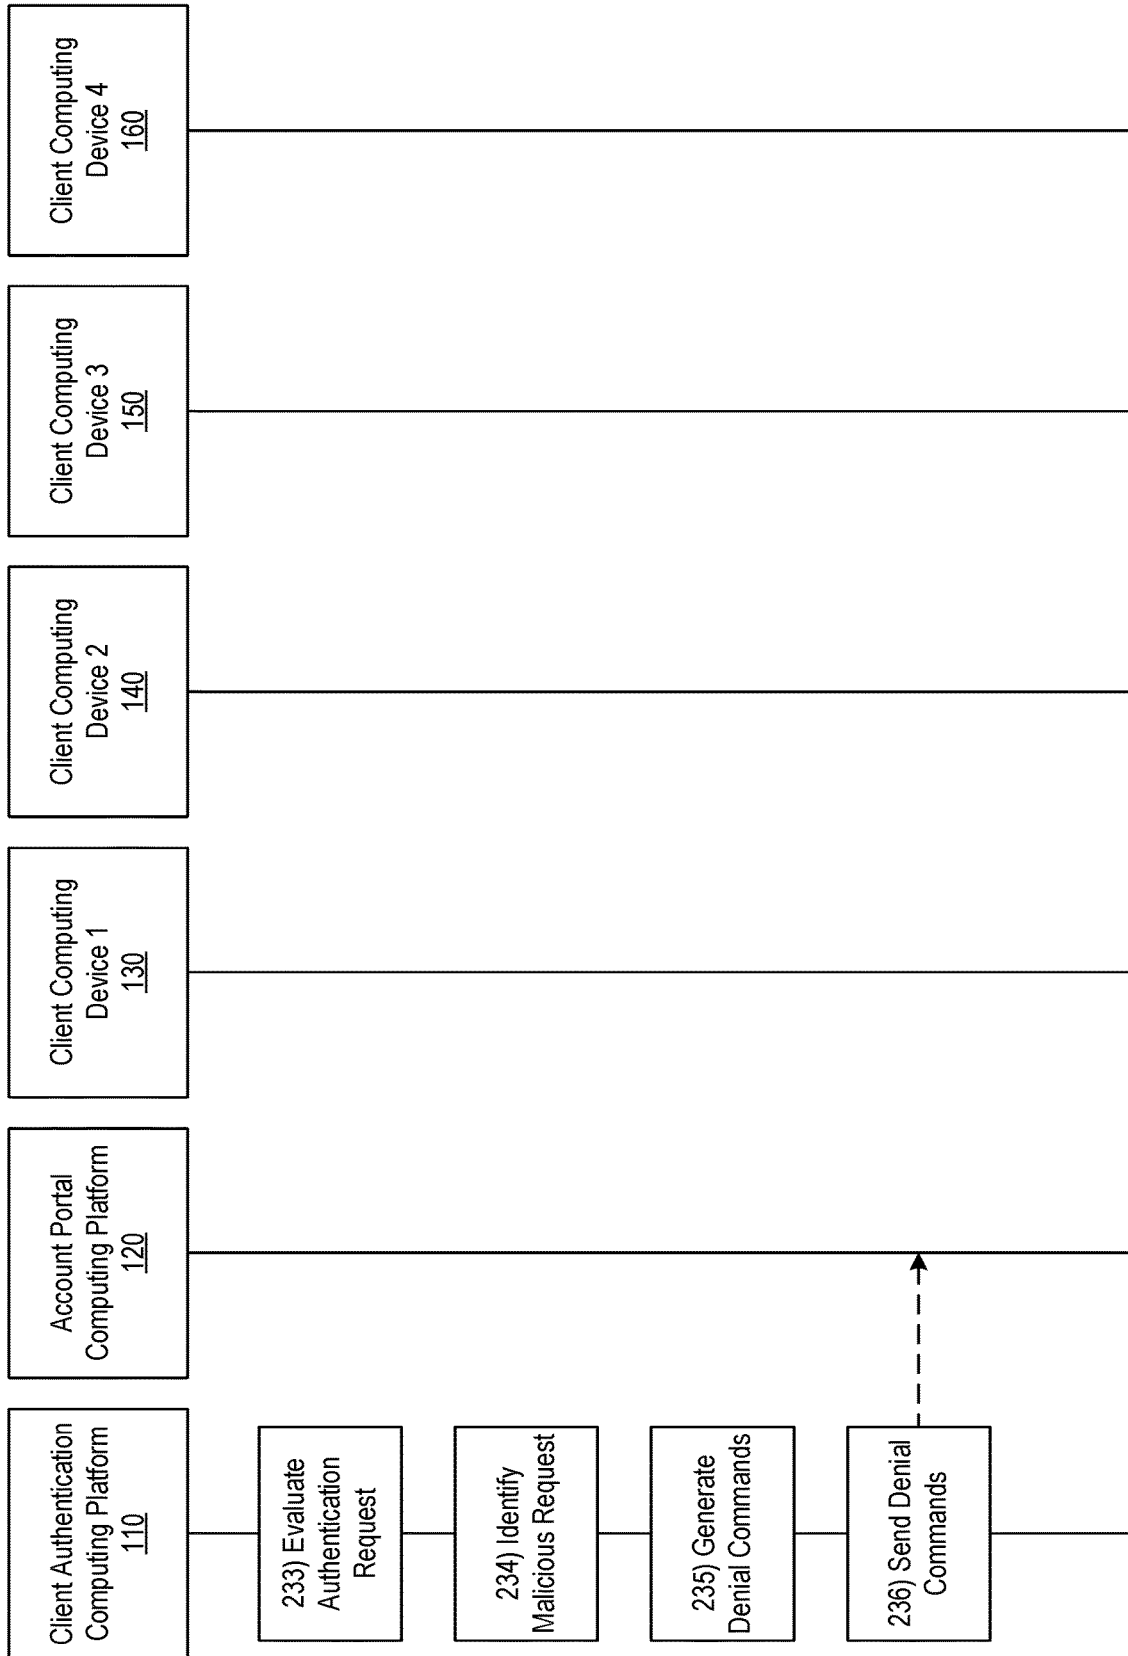 Client Authentication
Computing Platform
110
Account Portal
Computing Platform
120
Client Computing
Device 1
130
Client Computing
Device 2
140
Client Computing
Device 3
150
Client Computing
Device 4
160
233) Evaluate
Authentication
Request
234) Identify
Malicious Request
235) Generate
Denial Commands
236) Send Denial
Commands